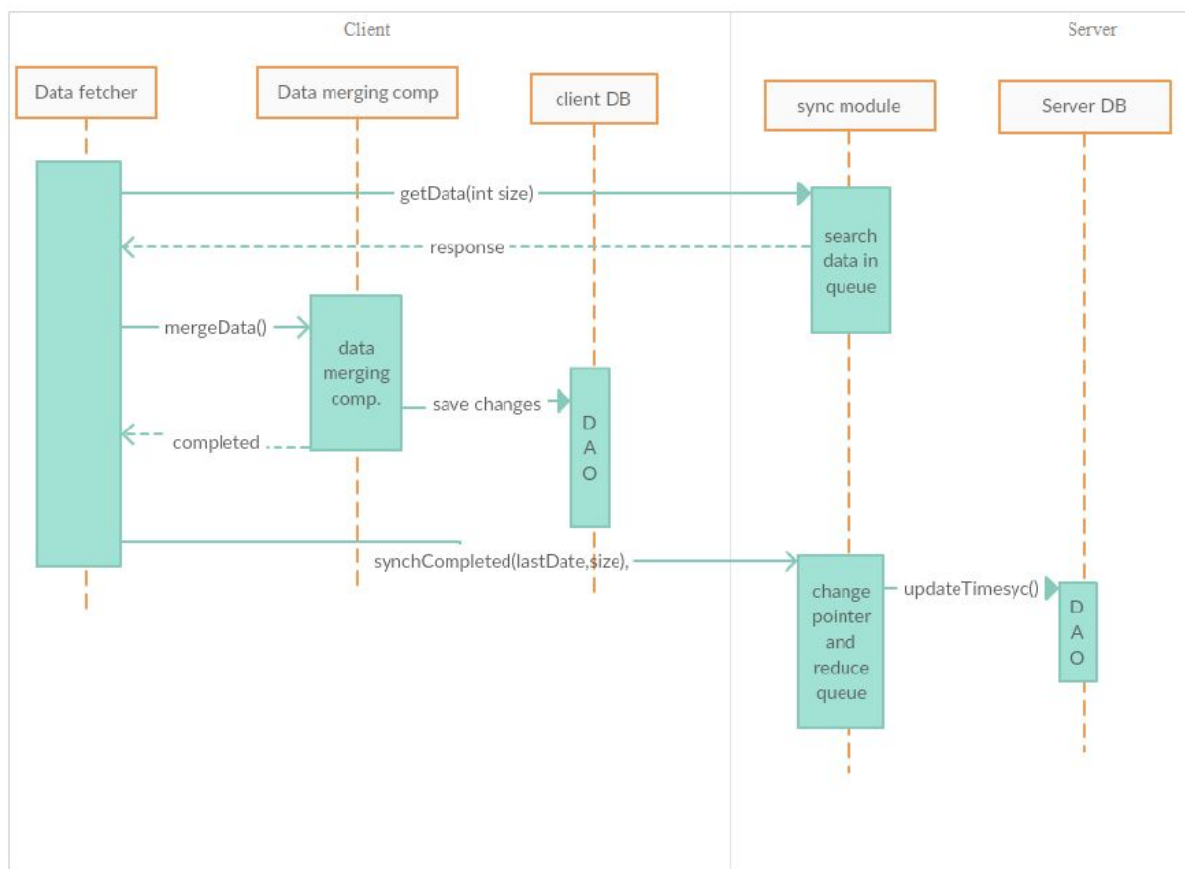 Client
Server
Data fetcher
Data merging comp
client DB
sync module
Server DB
getData(int size)
response
search
data in
queue
mergeData()
data
merging
comp.
save changes
D
A
O
completed
synchCompleted(lastDate,size),
change
pointer
and
reduce
queue
updateTimesyc()
D
A
O